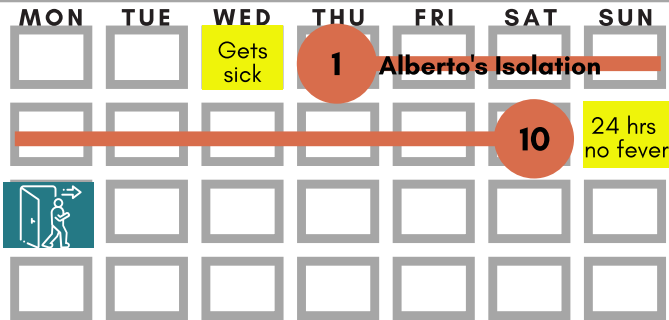 MON TUE WED THU FRI SAT SUN
Gets
sick
1
Alberto's Isolation
10
24 hrs
no fever